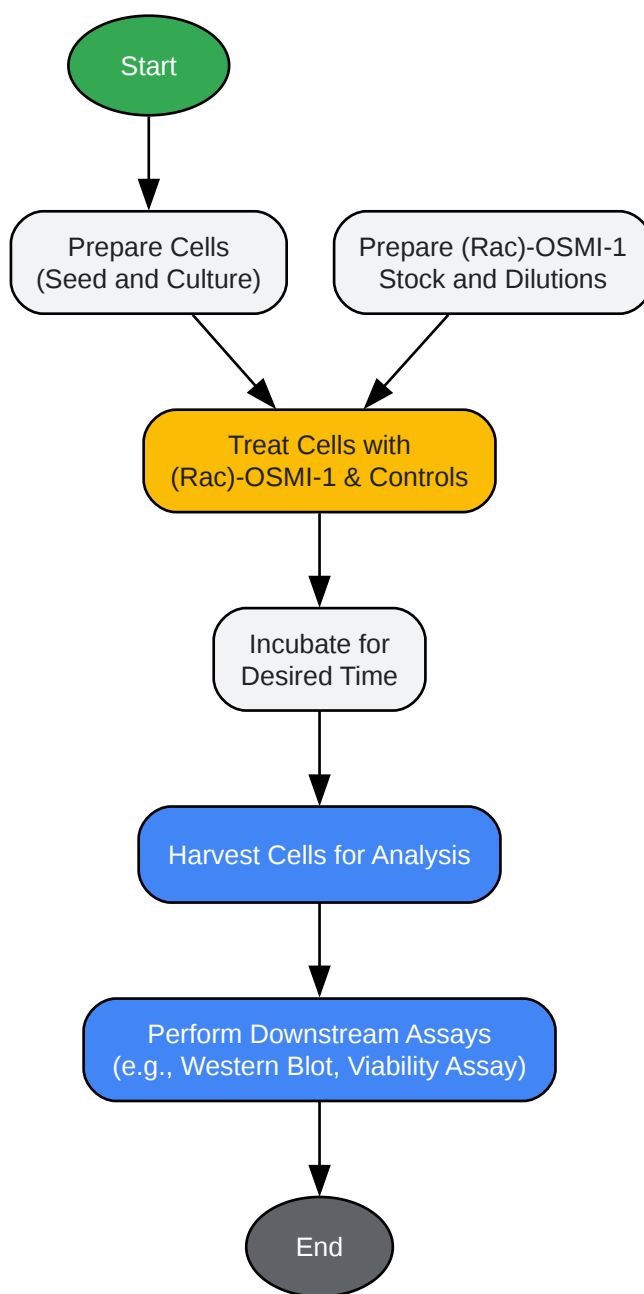 Start
Prepare Cells
(Seed and Culture)
Prepare (Rac)-OSMI-1
Stock and Dilutions
Treat Cells with
(Rac)-OSMI-1 & Controls
Incubate for
Desired Time
Harvest Cells for Analysis
Perform Downstream Assays
(e.g., Western Blot, Viability Assay)
End